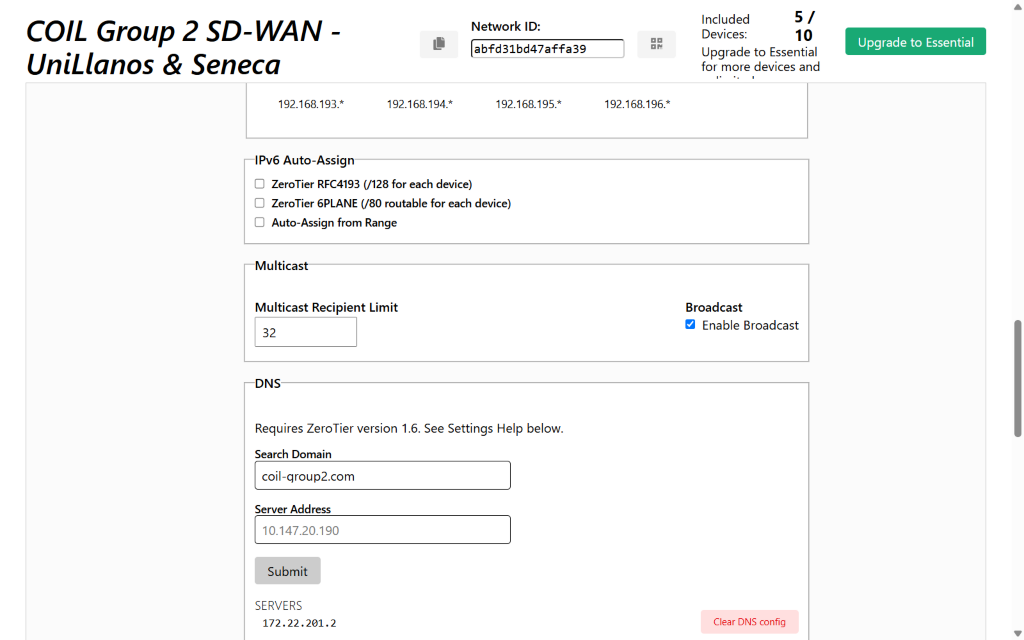 COIL Group 2 SD-WAN -
UniLlanos & Seneca
Network ID:
abfd31bd47affa39
Included
Devices:
5 /
10
Upgrade to Essential
for more devices and
Upgrade to Essential
192.168.193.* 192.168.194.* 192.168.195.* 192.168.196.*
IPv6 Auto-Assign
ZeroTier RFC4193 (/128 for each device)
ZeroTier 6PLANE (/80 routable for each device)
Auto-Assign from Range
Multicast
Multicast Recipient Limit
32
Broadcast
Enable Broadcast
DNS
Requires ZeroTier version 1.6. See Settings Help below.
Search Domain
coil-group2.com
Server Address
10.147.20.190
Submit
SERVERS
172.22.201.2
Clear DNS config